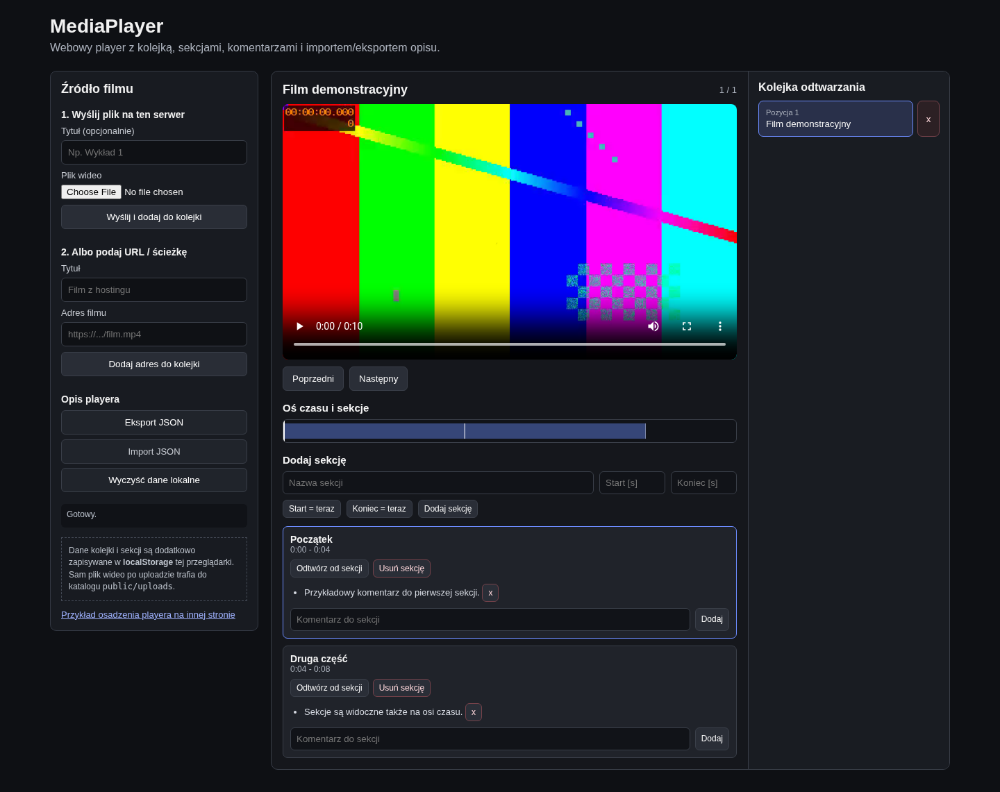 MediaPlayer
Webowy player z kolejką, sekcjami, komentarzami i importem/eksportem opisu.
Źródło filmu
1. Wyślij plik na ten serwer
Tytuł (opcjonalnie)
Np. Wykład 1
Plik wideo
Choose File No file chosen
Wyślij i dodaj do kolejki
2. Albo podaj URL / ścieżkę
Tytuł
Film z hostingu
Adres filmu
https://.../film.mp4
Dodaj adres do kolejki
Opis playera
Eksport JSON
Import JSON
Wyczyść dane lokalne
Gotowy.
Dane kolejki i sekcji są dodatkowo
zapisywane w localStorage tej przeglądarki.
Sam plik wideo po uploadzie trafia do
katalogu public/uploads.
Przykład osadzenia playera na innej stronie
Film demonstracyjny
1 / 1
00:00:00.000
0
0:00 / 0:10
Poprzedni
Następny
Oś czasu i sekcje
Dodaj sekcję
Nazwa sekcji
Start [s]
Koniec [s]
Start = teraz
Koniec = teraz
Dodaj sekcję
Początek
0:00 - 0:04
Odtwórz od sekcji
Usuń sekcję
Przykładowy komentarz do pierwszej sekcji. x
Komentarz do sekcji
Dodaj
Druga część
0:04 - 0:08
Odtwórz od sekcji
Usuń sekcję
Sekcje są widoczne także na osi czasu. x
Komentarz do sekcji
Dodaj
Kolejka odtwarzania
Pozycja 1
Film demonstracyjny
x